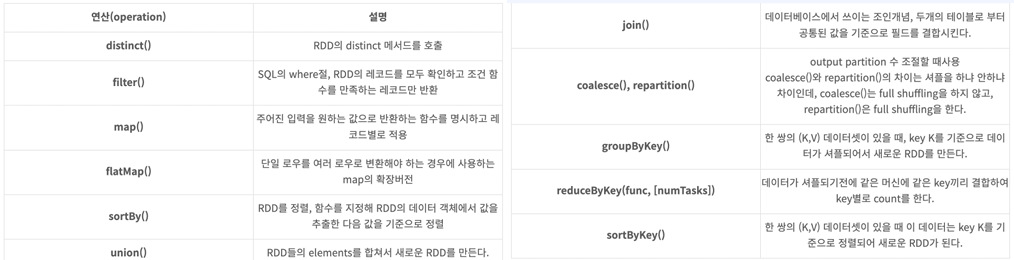 연산(operation)
설명
distinct()
RDD의 distinct 메서드를 호출
filter()
SQL의 where절, RDD의 레코드를 모두 확인하고 조건 함
수를 만족하는 레코드만 반환
map()
주어진 입력을 원하는 값으로 반환하는 함수를 명시하고 레
코드별로 적용
flatMap()
단일 로우를 여러 로우로 변환해야 하는 경우에 사용하는
map의 확장버전
sortBy()
RDD를 정렬, 함수를 지정해 RDD의 데이터 객체에서 값을
추출한 다음 값을 기준으로 정렬
union()
RDD들의 elements를 합쳐서 새로운 RDD를 만든다.
join()
데이터베이스에서 쓰이는 조인개념, 두개의 테이블로 부터
공통된 값을 기준으로 필드를 결합시킨다.
coalesce(), repartition()
output partition 수 조절할 때사용
coalesce()와 repartition()의 차이는 셔플을 하냐 안하냐
차이인데, coalesce()는 full shuffling을 하지 않고,
repartition()은 full shuffling을 한다.
groupByKey()
한 쌍의 (K,V) 데이터셋이 있을 때, key K를 기준으로 데이
터가 셔플되어서 새로운 RDD를 만든다.
reduceByKey(func, [numTasks])
데이터가 셔플되기전에 같은 머신에 같은 key끼리 결합하여
key별로 count를 한다.
sortByKey()
한 쌍의 (K,V) 데이터셋이 있을 때 이 데이터는 key K를 기
준으로 정렬되어 새로운 RDD가 된다.